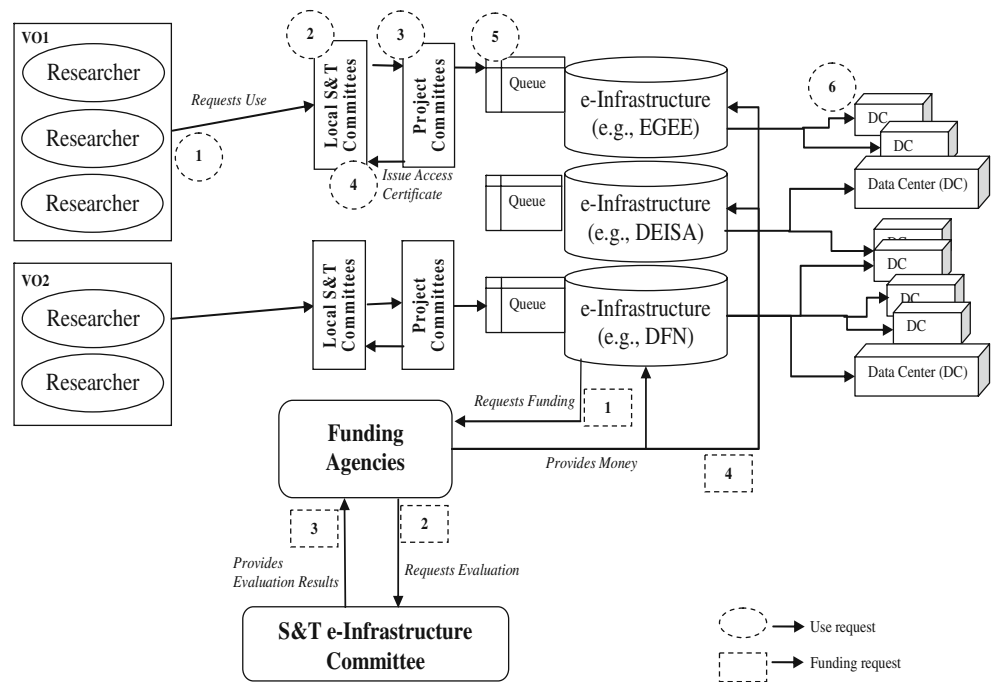 VO1
Researcher
Researcher
Researcher
Requests Use
1
2
Local S&T
Committees
3
Project
Committees
4
Issue Access
Certificate
5
Queue
e-Infrastructure
(e.g., EGEE)
6
DC
DC
Data Center (DC)
Queue
e-Infrastructure
(e.g., DEISA)
DC
DC
VO2
Researcher
Researcher
Local S&T
Committees
Project
Committees
Queue
e-Infrastructure
(e.g., DFN)
DC
DC
Data Center (DC)
Requests Funding
1
Funding
Agencies
Provides Money
4
3
2
Provides
Evaluation Results
Requests Evaluation
S&T e-Infrastructure
Committee
Use request
Funding request